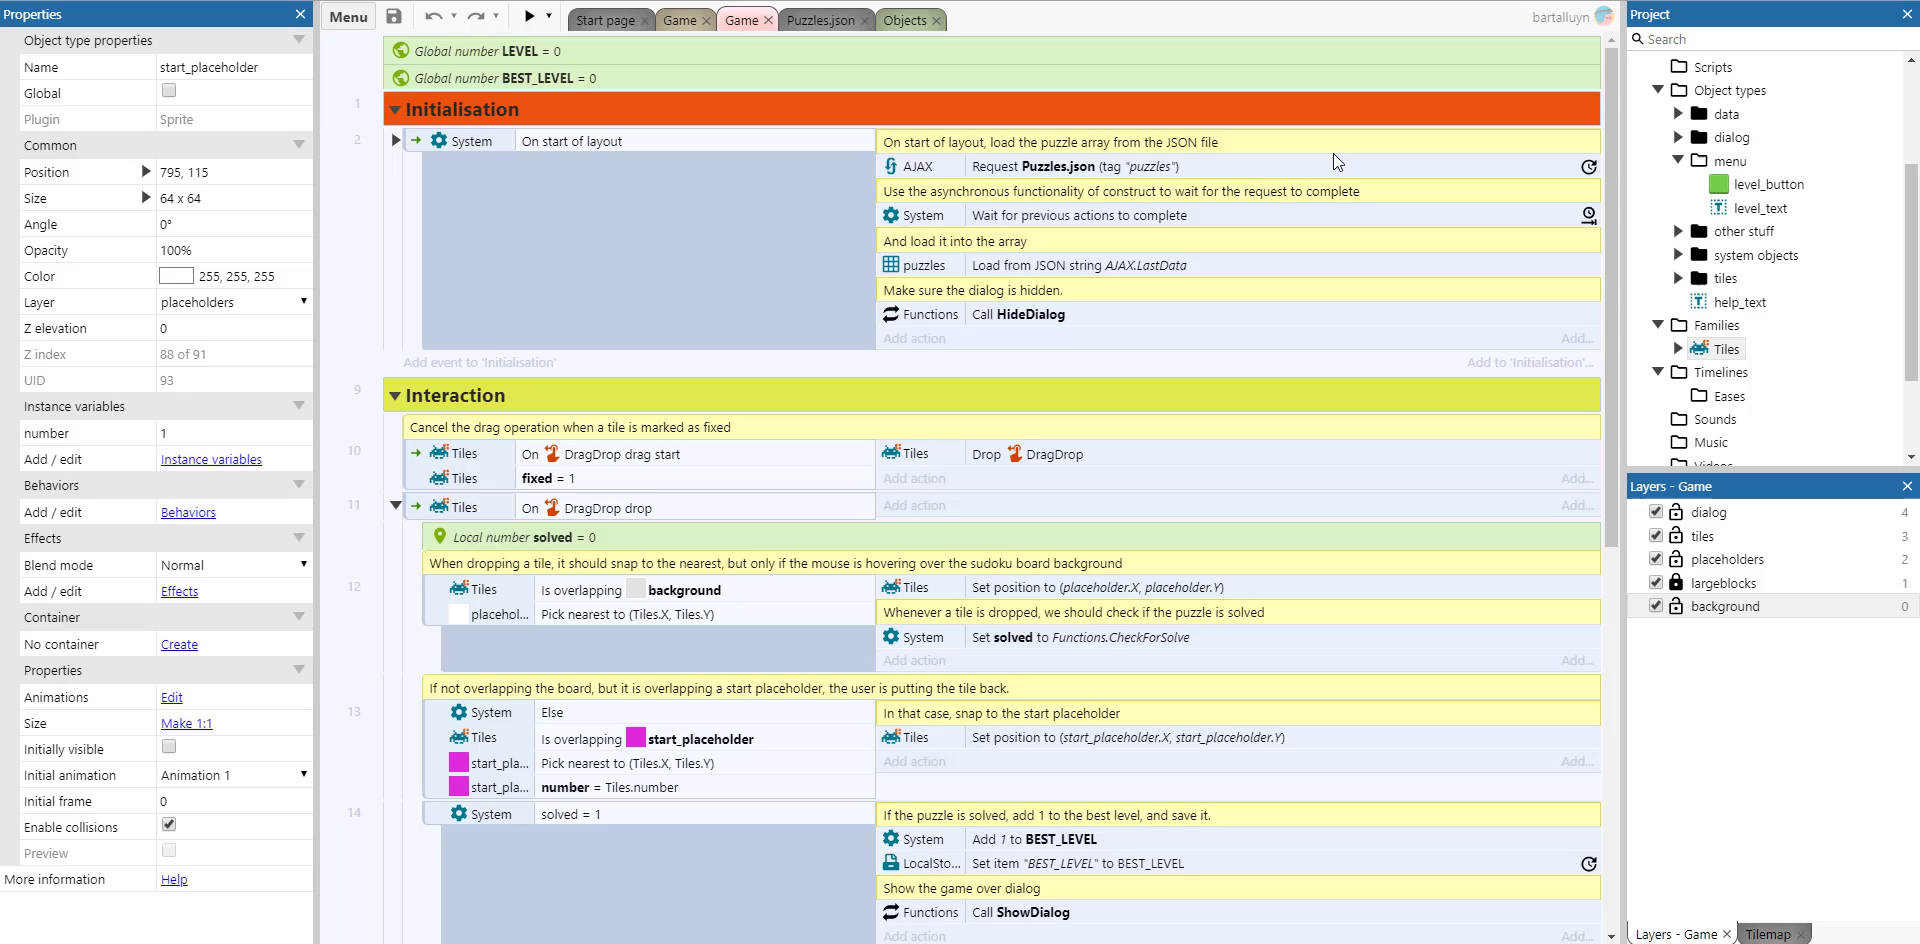 Properties
Object type properties
Name start_placeholder
Global
Plugin Sprite
Common
Position 795, 115
Size 64 x 64
Angle 0°
Opacity 100%
Color 255, 255, 255
Layer placeholders
Z elevation 0
Z index 88 of 91
UID 93
Instance variables
number 1
Add / edit Instance variables
Behaviors
Add / edit Behaviors
Effects
Blend mode Normal
Add / edit Effects
Container
No container Create
Properties
Animations Edit
Size Make 1:1
Initially visible
Initial animation Animation 1
Initial frame 0
Enable collisions
Preview
More information Help
Menu
Start page
Game
Game
Puzzles.json
Objects
bartalluyn
Global number LEVEL = 0
Global number BEST_LEVEL = 0
1 Initialisation
2 System On start of layout
On start of layout, load the puzzle array from the JSON file
AJAX Request Puzzles.json (tag "puzzles")
Use the asynchronous functionality of construct to wait for the request to complete
System Wait for previous actions to complete
And load it into the array
puzzles Load from JSON string AJAX.LastData
Make sure the dialog is hidden.
Functions Call HideDialog
Add action Add...
Add event to 'Initialisation' Add to 'Initialisation'...
9 Interaction
Cancel the drag operation when a tile is marked as fixed
10 Tiles On DragDrop drag start Tiles Drop DragDrop
Tiles fixed = 1 Add action Add...
11 Tiles On DragDrop drop Add action Add...
Local number solved = 0
When dropping a tile, it should snap to the nearest, but only if the mouse is hovering over the sudoku board background
12 Tiles Is overlapping background Tiles Set position to (placeholder.X, placeholder.Y)
placehol... Pick nearest to (Tiles.X, Tiles.Y) Whenever a tile is dropped, we should check if the puzzle is solved
System Set solved to Functions.CheckForSolve
Add action Add...
If not overlapping the board, but it is overlapping a start placeholder, the user is putting the tile back.
13 System Else In that case, snap to the start placeholder
Tiles Is overlapping start_placeholder Tiles Set position to (start_placeholder.X, start_placeholder.Y)
start_pla... Pick nearest to (Tiles.X, Tiles.Y) Add action Add...
start_pla... number = Tiles.number
14 System solved = 1 If the puzzle is solved, add 1 to the best level, and save it.
System Add 1 to BEST_LEVEL
LocalSto... Set item "BEST_LEVEL" to BEST_LEVEL
Show the game over dialog
Functions Call ShowDialog
Add action Add...
Project
Search
Scripts
Object types
data
dialog
menu
level_button
level_text
other stuff
system objects
tiles
help_text
Families
Tiles
Timelines
Eases
Sounds
Music
Layers - Game
dialog 4
tiles 3
placeholders 2
largeblocks 1
background 0
Layers - Game
Tilemap